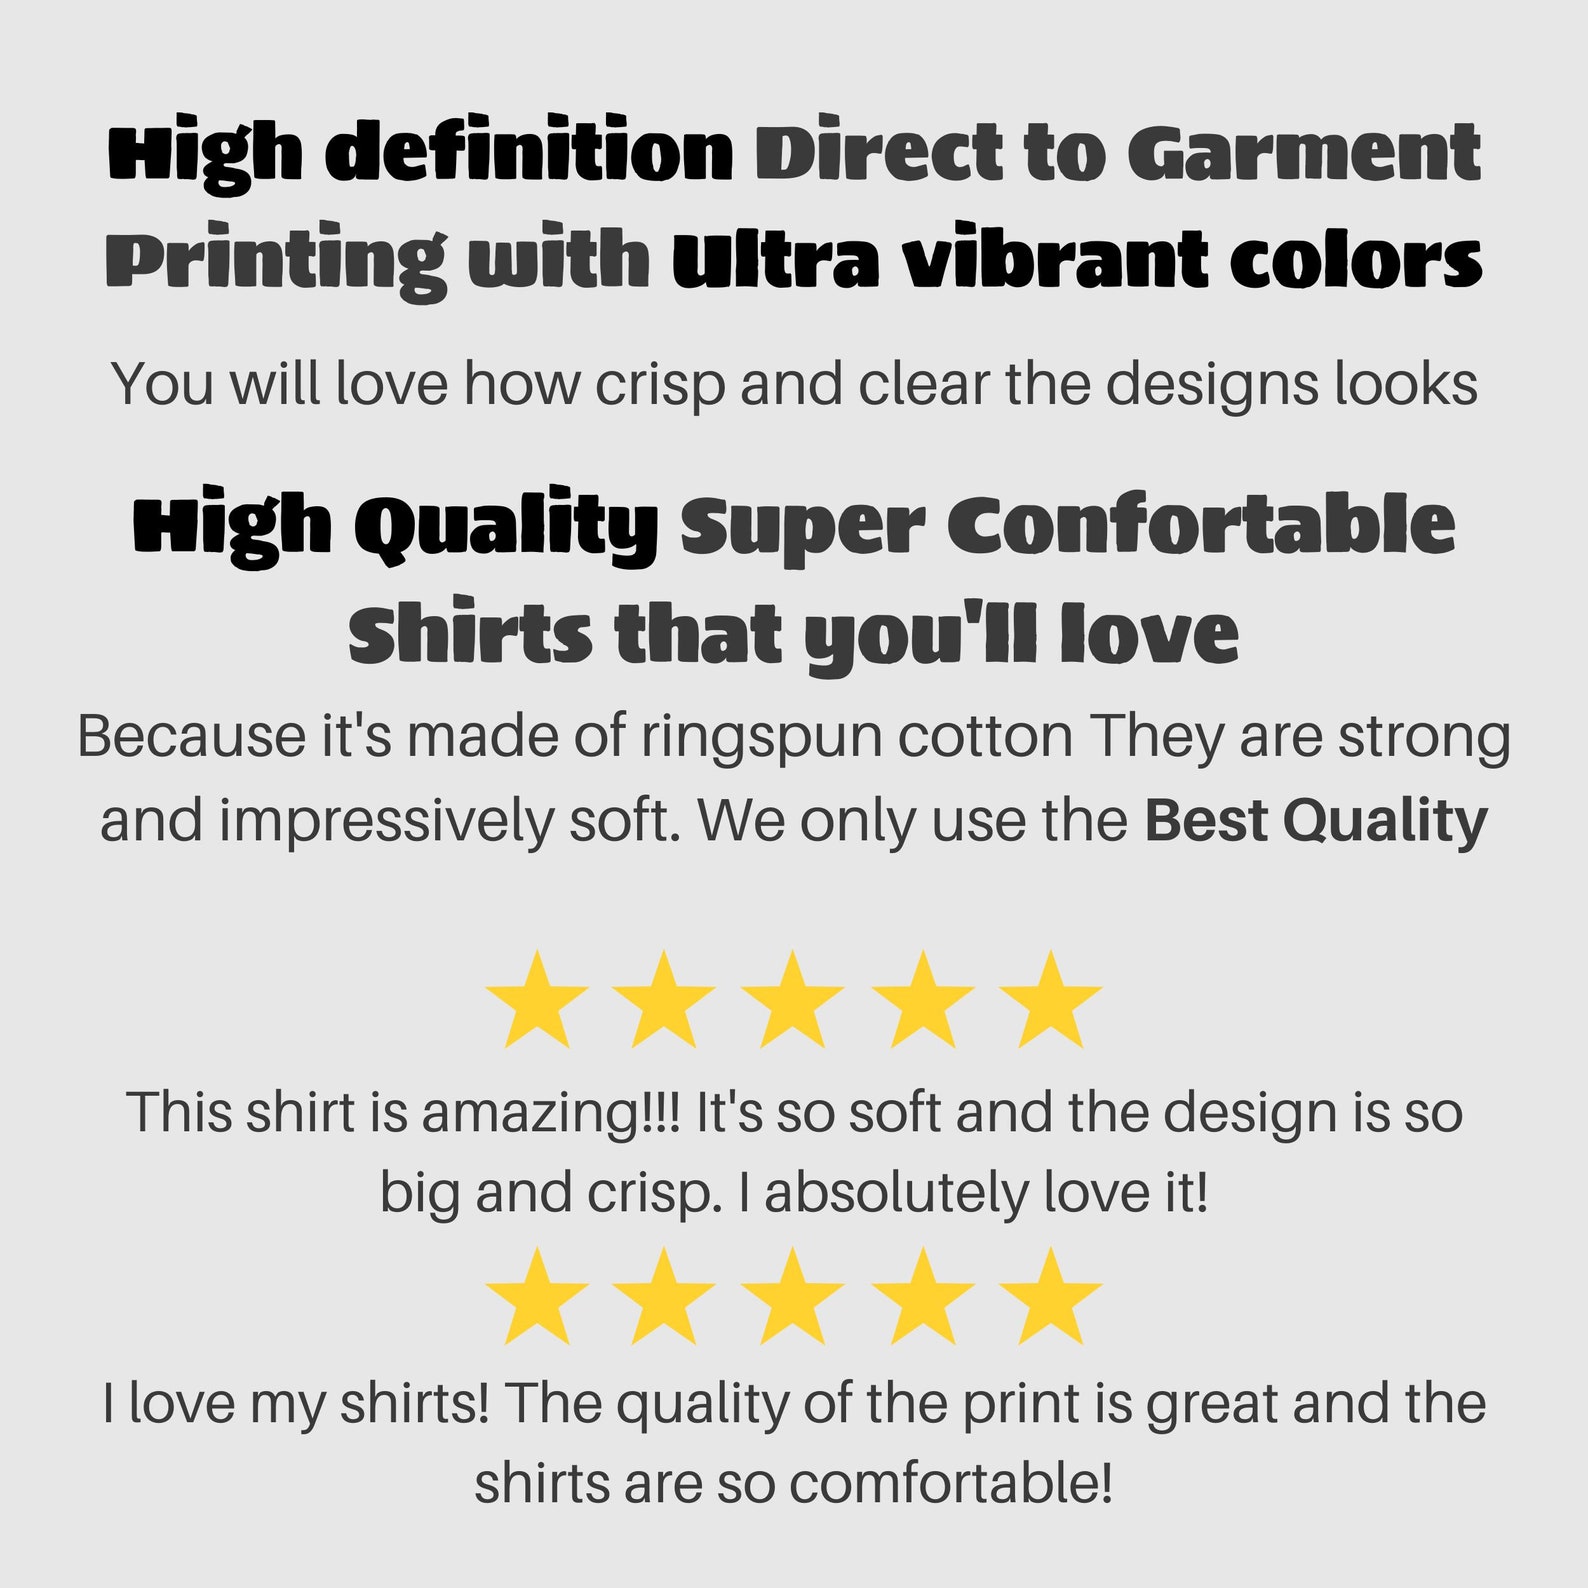 High definition Direct to Garment
Printing with Ultra vibrant colors
You will love how crisp and clear the designs looks
High Quality Super Confortable
Shirts that you'll love
Because it's made of ringspun cotton They are strong
and impressively soft. We only use the Best Quality
This shirt is amazing!!! It's so soft and the design is so
big and crisp. I absolutely love it!
I love my shirts! The quality of the print is great and the
shirts are so comfortable!